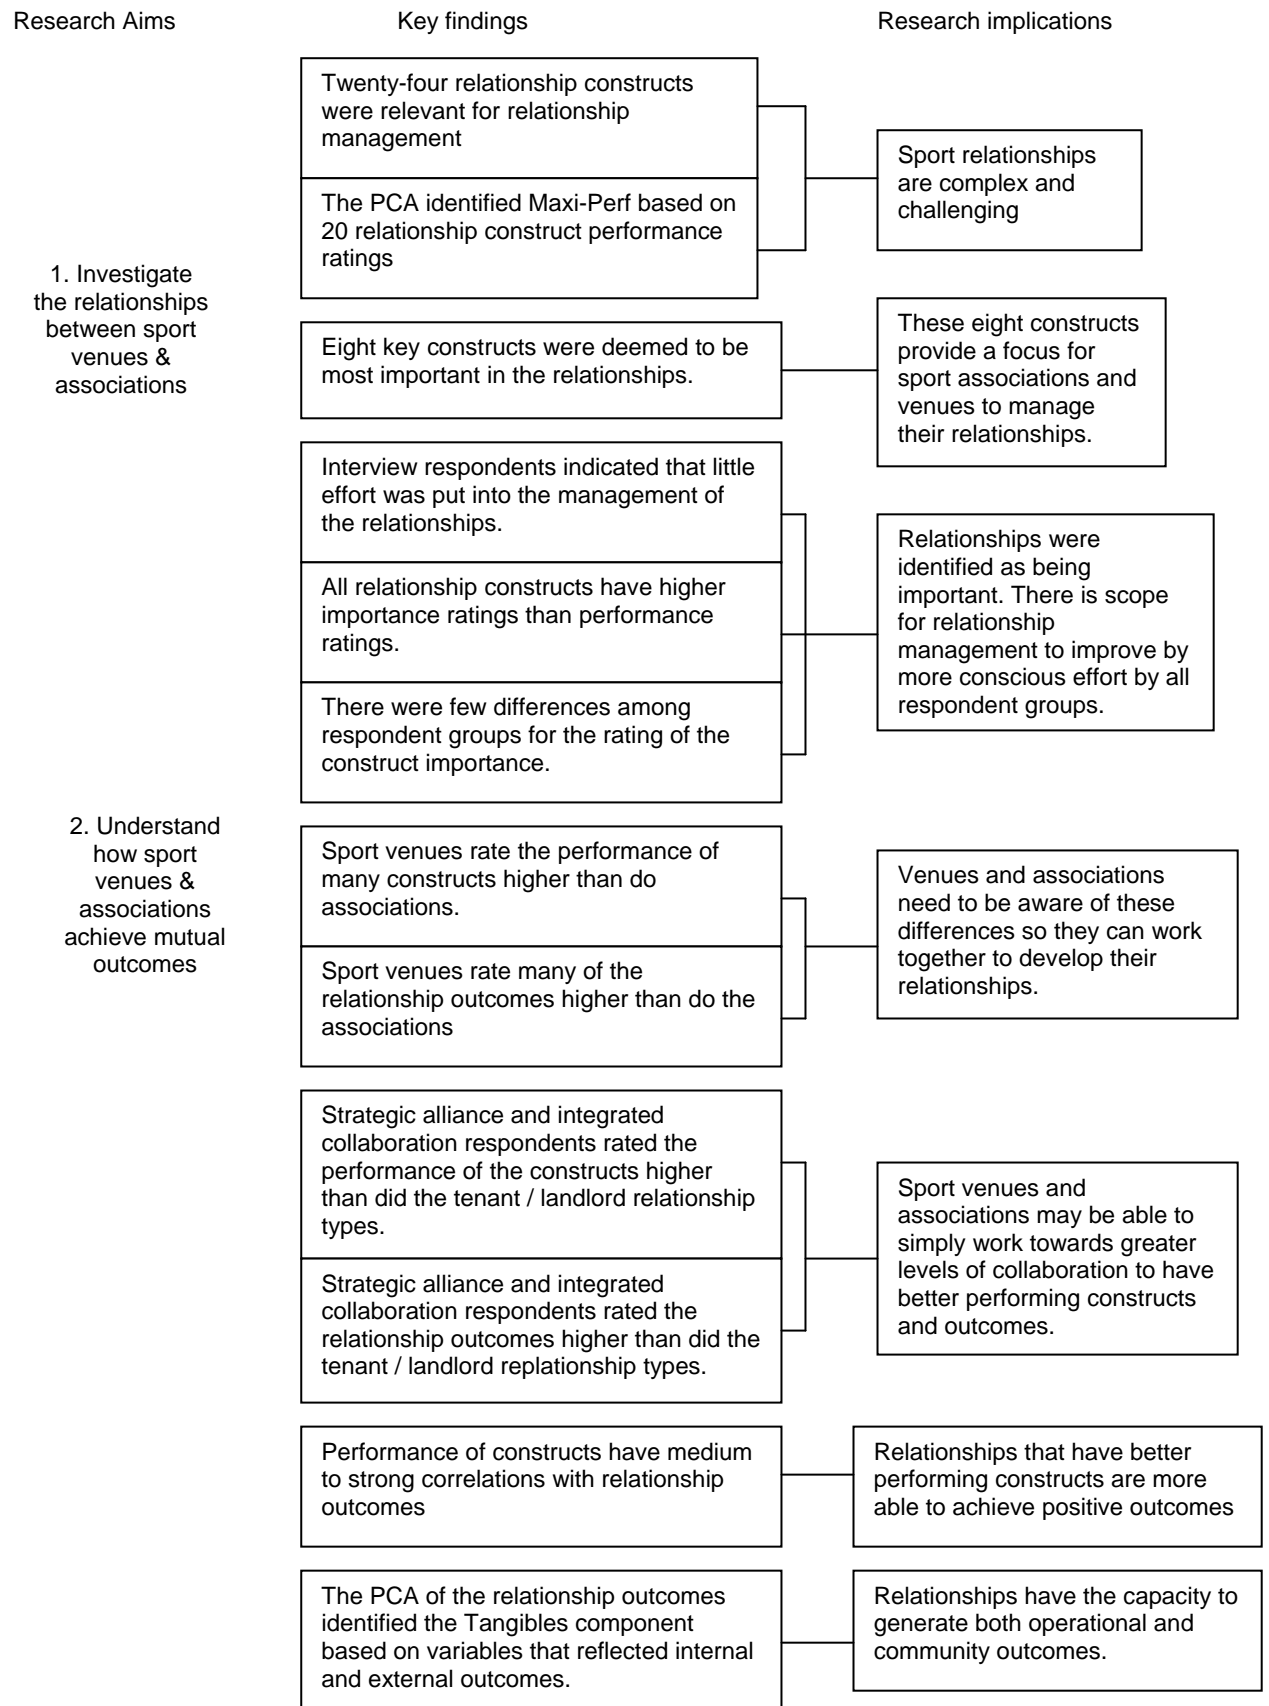 Research Aims
Key findings
Research implications
Twenty-four relationship constructs
were relevant for relationship
management
The PCA identified Maxi-Perf based on
20 relationship construct performance
ratings
Sport relationships
are complex and
challenging
1. Investigate
the relationships
between sport
venues &
associations
Eight key constructs were deemed to be
most important in the relationships.
These eight constructs
provide a focus for
sport associations and
venues to manage
their relationships.
Interview respondents indicated that little
effort was put into the management of
the relationships.
All relationship constructs have higher
importance ratings than performance
ratings.
There were few differences among
respondent groups for the rating of the
construct importance.
Relationships were
identified as being
important. There is scope
for relationship
management to improve by
more conscious effort by all
respondent groups.
2. Understand
how sport
venues &
associations
achieve mutual
outcomes
Sport venues rate the performance of
many constructs higher than do
associations.
Sport venues rate many of the
relationship outcomes higher than do the
associations
Venues and associations
need to be aware of these
differences so they can work
together to develop their
relationships.
Strategic alliance and integrated
collaboration respondents rated the
performance of the constructs higher
than did the tenant / landlord relationship
types.
Strategic alliance and integrated
collaboration respondents rated the
relationship outcomes higher than did the
tenant / landlord replationship types.
Sport venues and
associations may be able to
simply work towards greater
levels of collaboration to have
better performing constructs
and outcomes.
Performance of constructs have medium
to strong correlations with relationship
outcomes
Relationships that have better
performing constructs are more
able to achieve positive outcomes
The PCA of the relationship outcomes
identified the Tangibles component
based on variables that reflected internal
and external outcomes.
Relationships have the capacity to
generate both operational and
community outcomes.